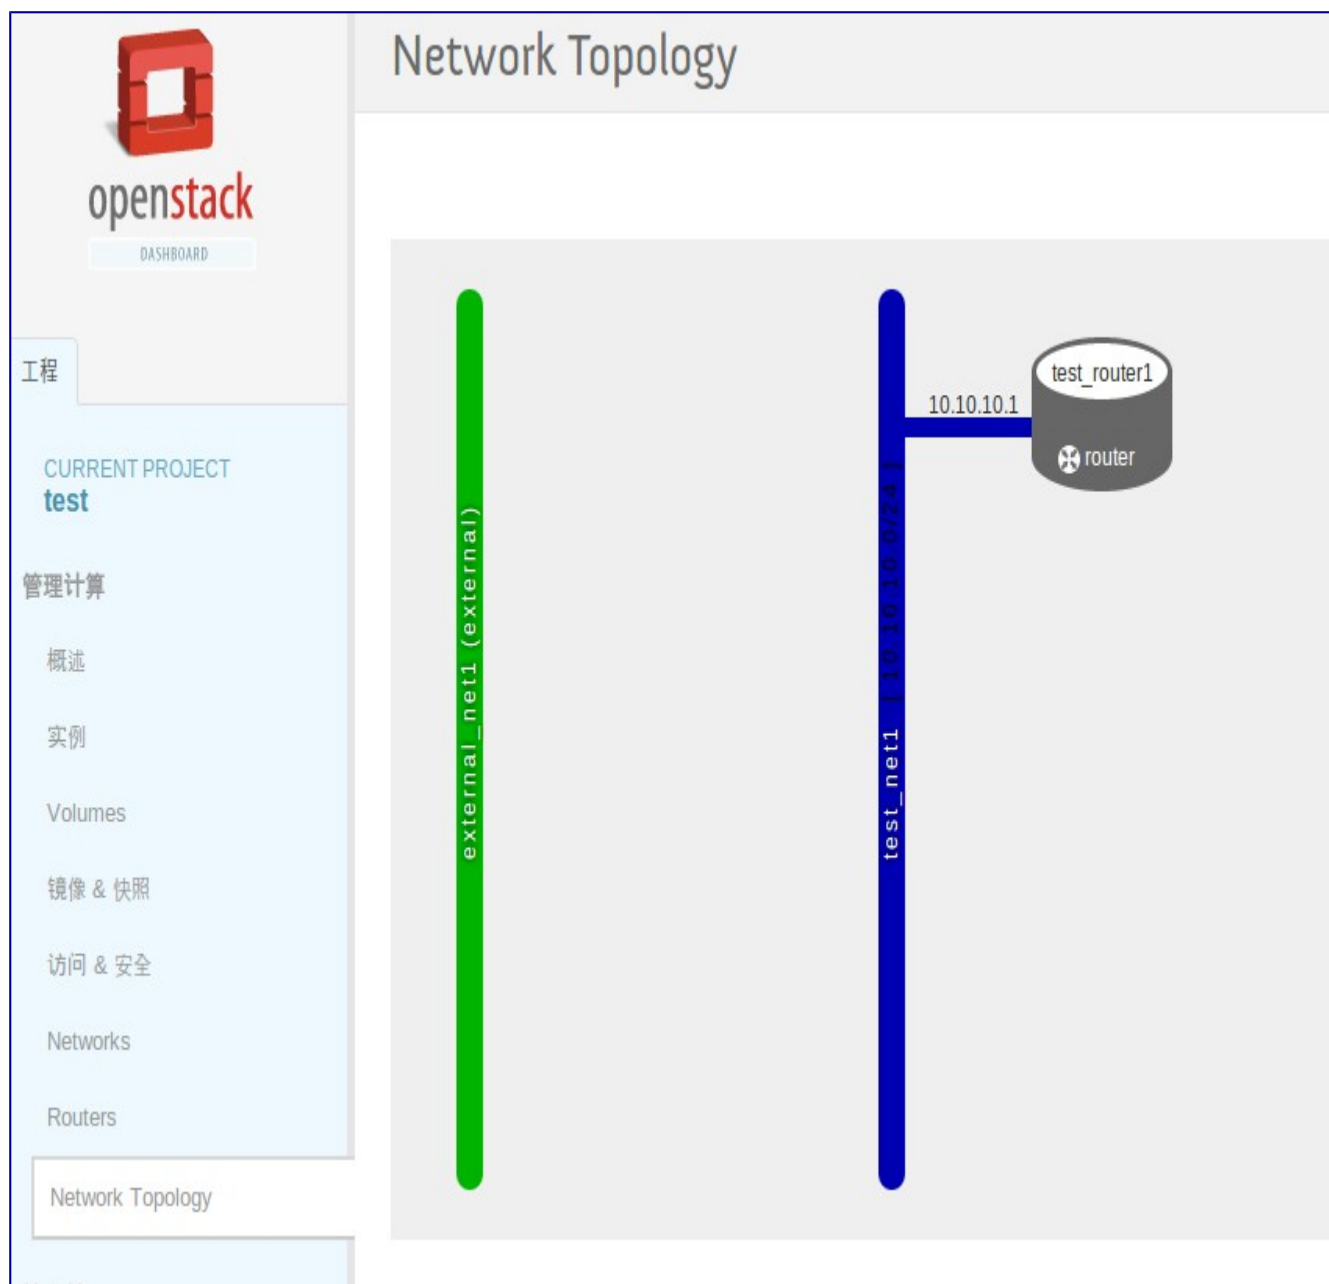 openstack
DASHBOARD
工程
CURRENT PROJECT
test
管理计算
概述
实例
Volumes
镜像 & 快照
访问 & 安全
Networks
Routers
Network Topology
Network Topology
external_net1 (external)
test_net1 [ 10.10.10.0/24 ]
10.10.10.1
test_router1
router